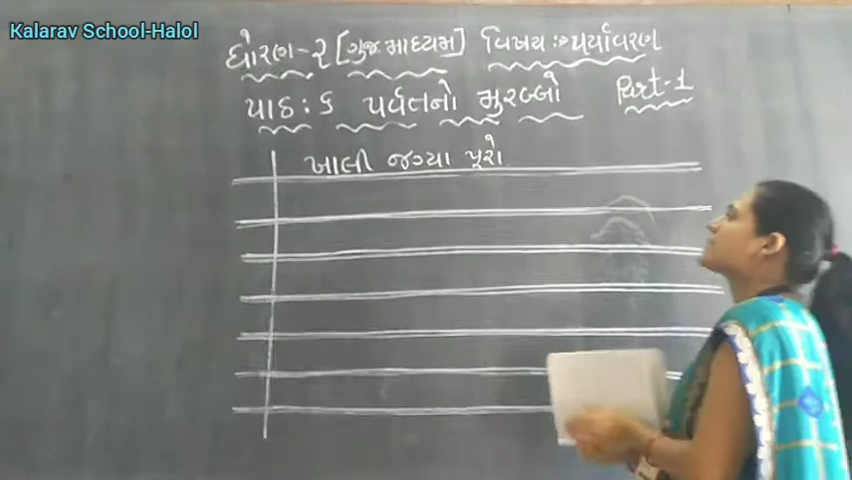 Kalarav School-Halol
ધોરણ-૨ [ગુજ. માધ્યમ] વિષય :→ પર્યાવરણ
પાઠ : ૬ પર્વતનો મુરબ્બો Part-1
ખાલી જગ્યા પૂરો